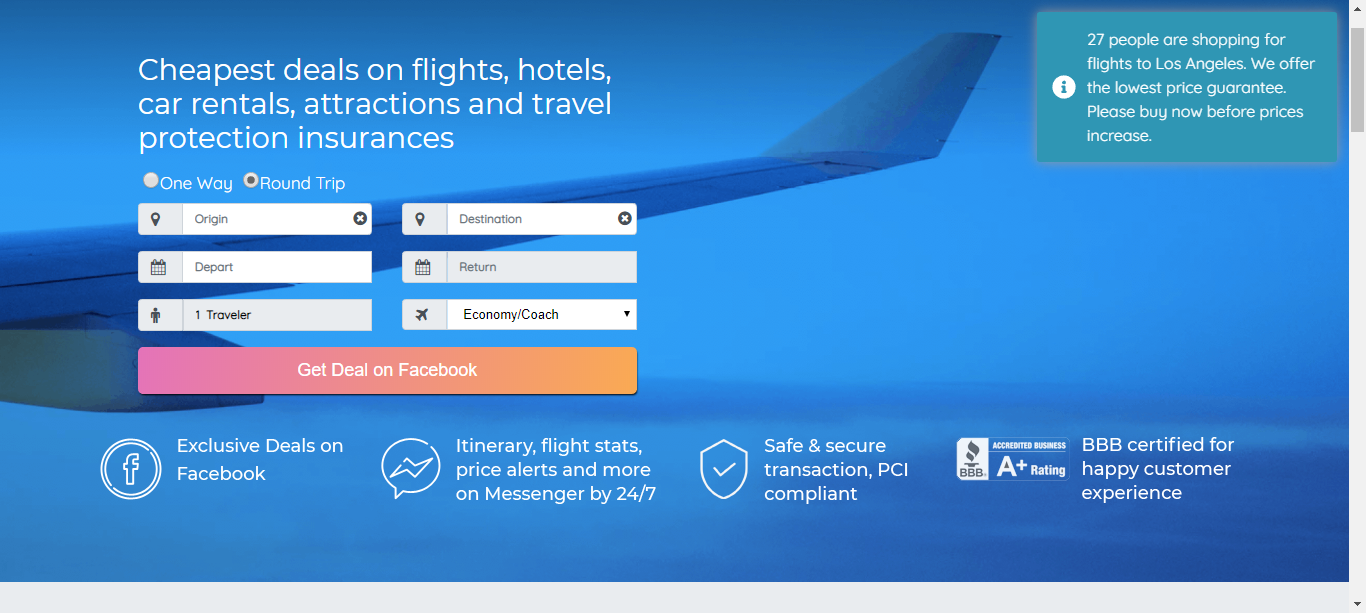 Cheapest deals on flights, hotels,
car rentals, attractions and travel
protection insurances
27 people are shopping for
flights to Los Angeles. We offer
the lowest price guarantee.
Please buy now before prices
increase.
One Way Round Trip
Origin
Destination
Depart
Return
1 Traveler
Economy/Coach
Get Deal on Facebook
Exclusive Deals on
Facebook
Itinerary, flight stats,
price alerts and more
on Messenger by 24/7
Safe & secure
transaction, PCI
compliant
BBB
ACCREDITED BUSINESS
A+ Rating
BBB certified for
happy customer
experience